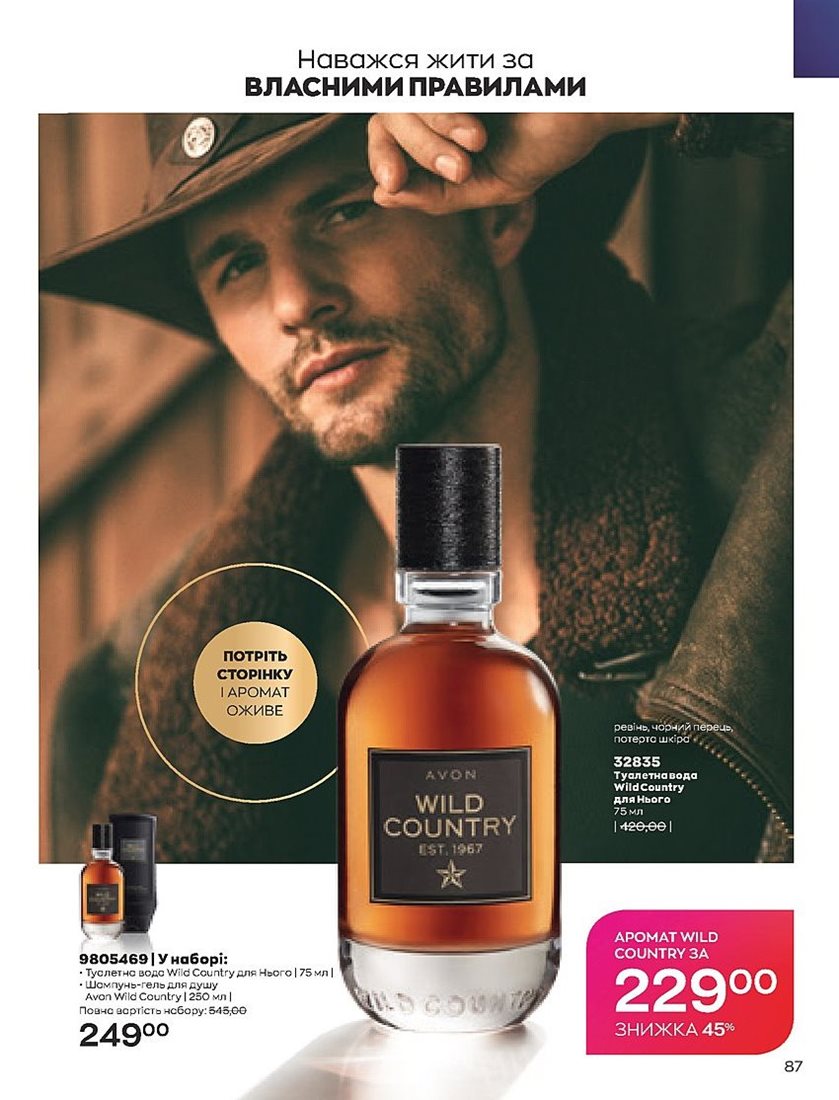 Наважся жити за
ВЛАСНИМИ ПРАВИЛАМИ
ПОТРІТЬ
СТОРІНКУ
І АРОМАТ
ОЖИВЕ
ревінь, чорний перець,
потерта шкіра
32835
Туалетна вода
Wild Country
для Нього
75 мл
| 420,00 |
AVON
WILD
COUNTRY
EST. 1967
WILD COUNTRY
9805469 | У наборі:
• Туалетна вода Wild Country для Нього | 75 мл |
• Шампунь-гель для душу
Avon Wild Country | 250 мл |
Повна вартість набору: 545,00
249⁰⁰
АРОМАТ WILD
COUNTRY ЗА
229⁰⁰
ЗНИЖКА 45%
87